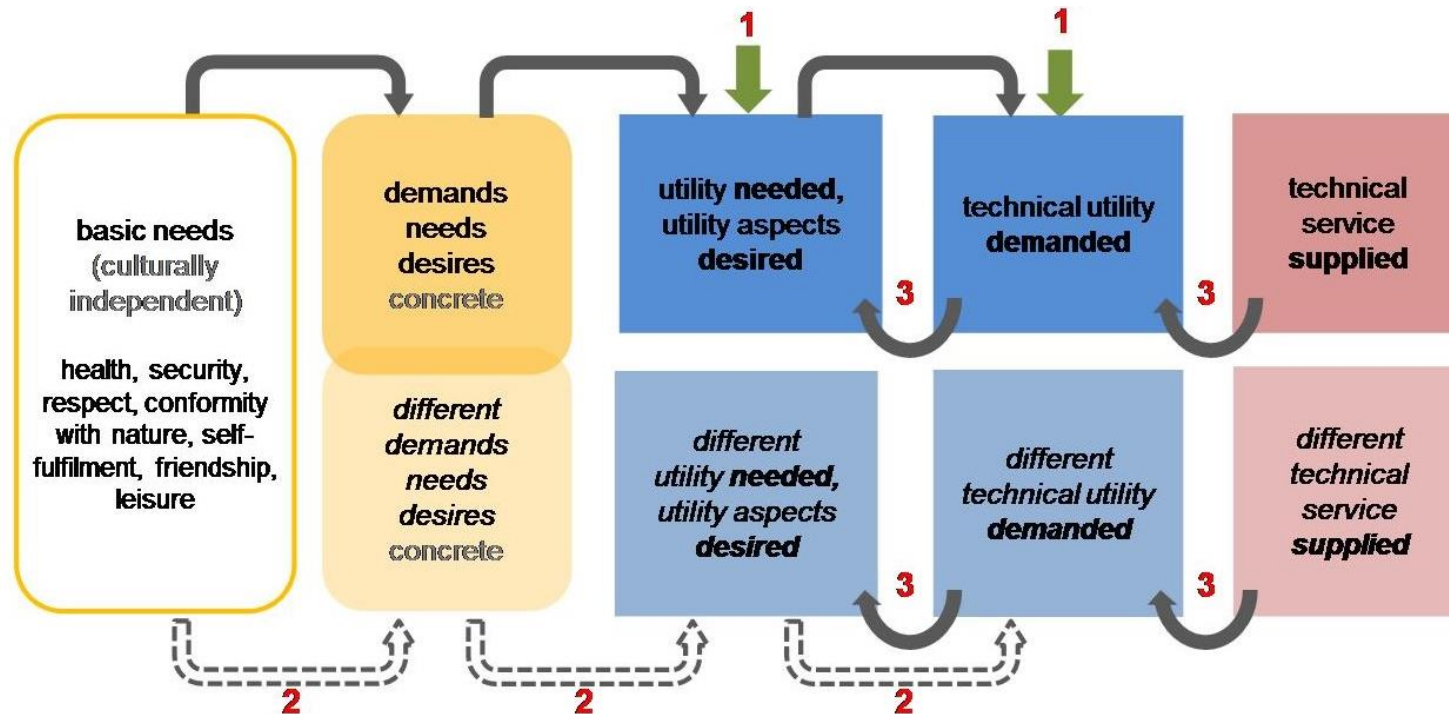 1
1
basic needs
(culturally
independent)
health, security,
respect, conformity
with nature, self-
fulfilment, friendship,
leisure
demands
needs
desires
concrete
utility needed,
utility aspects
desired
3
technical utility
demanded
3
technical
service
supplied
different
demands
needs
desires
concrete
different
utility needed,
utility aspects
desired
3
different
technical utility
demanded
3
different
technical
service
supplied
2
2
2